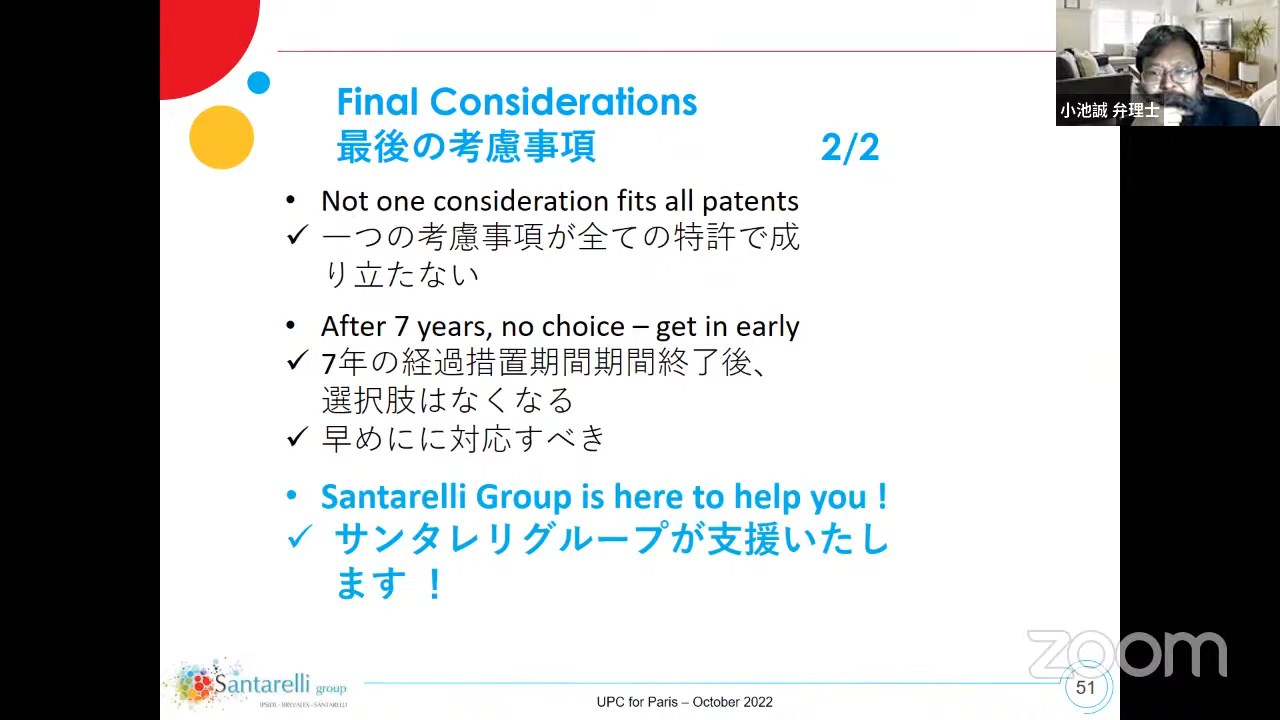 Final Considerations
最後の考慮事項 2/2
• Not one consideration fits all patents
✓ 一つの考慮事項が全ての特許で成
り立たない
• After 7 years, no choice – get in early
✓ 7年の経過措置期間期間終了後、
選択肢はなくなる
✓ 早めにに対応すべき
• Santarelli Group is here to help you !
✓ サンタレリグループが支援いたし
ます ！
小池誠 弁理士
Santarelli group
IPSIDE - BREVALEX - SANTARELLI
UPC for Paris – October 2022
51
zoom